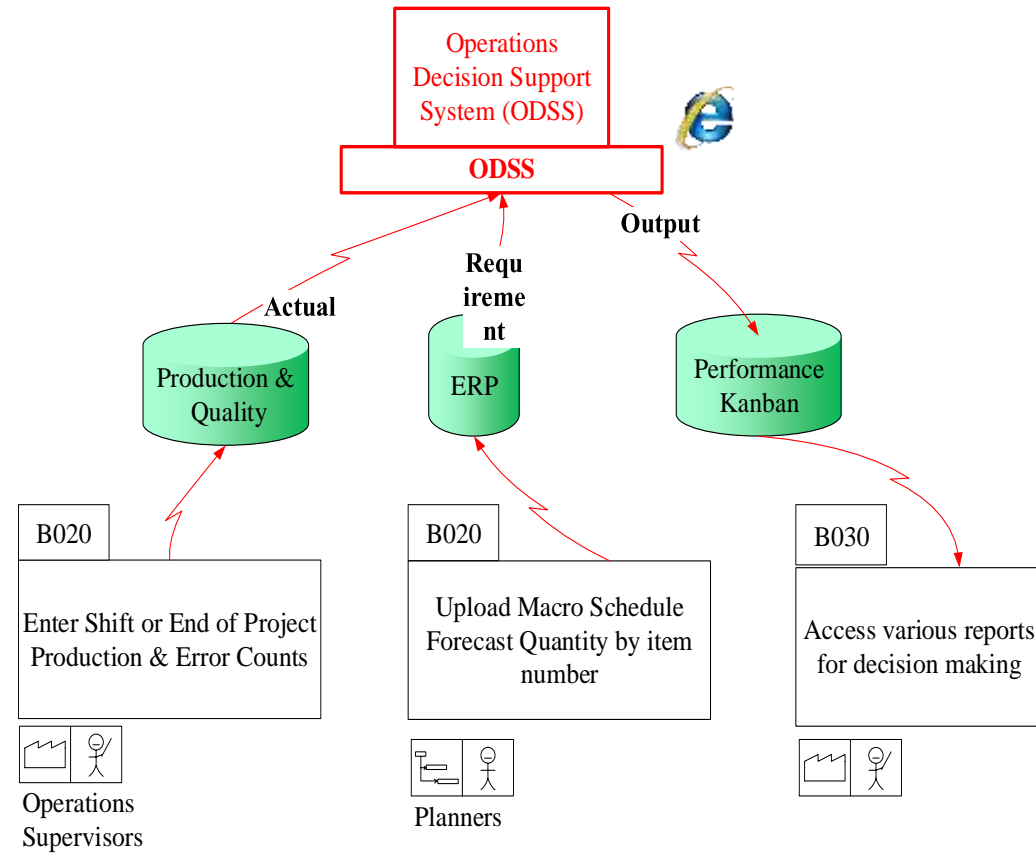 Operations
Decision Support
System (ODSS)
ODSS
Output
Requ
ireme
nt
Actual
Production &
Quality
ERP
Performance
Kanban
B020
B020
B030
Enter Shift or End of Project
Production & Error Counts
Upload Macro Schedule
Forecast Quantity by item
number
Access various reports
for decision making
Operations
Supervisors
Planners